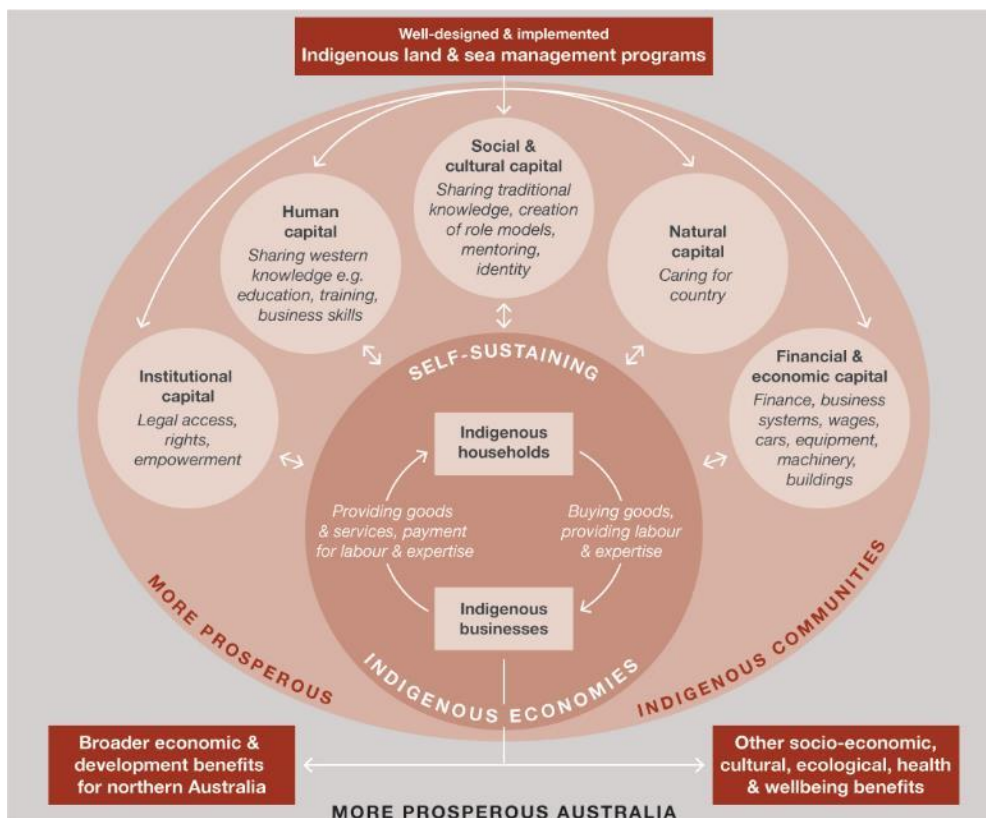 Well-designed & implemented
Indigenous land & sea management programs
Social &
cultural capital
Sharing traditional
knowledge, creation
of role models,
mentoring,
identity
Human
capital
Sharing western
knowledge e.g.
education, training,
business skills
Natural
capital
Caring for
country
Institutional
capital
Legal access,
rights,
empowerment
Financial &
economic capital
Finance, business
systems, wages,
cars, equipment,
machinery,
buildings
SELF-SUSTAINING
Indigenous
households
Providing goods
& services, payment
for labour & expertise
Buying goods,
providing labour
& expertise
Indigenous
businesses
INDIGENOUS ECONOMIES
MORE PROSPEROUS
INDIGENOUS COMMUNITIES
Broader economic &
development benefits
for northern Australia
Other socio-economic,
cultural, ecological, health
& wellbeing benefits
MORE PROSPEROUS AUSTRALIA